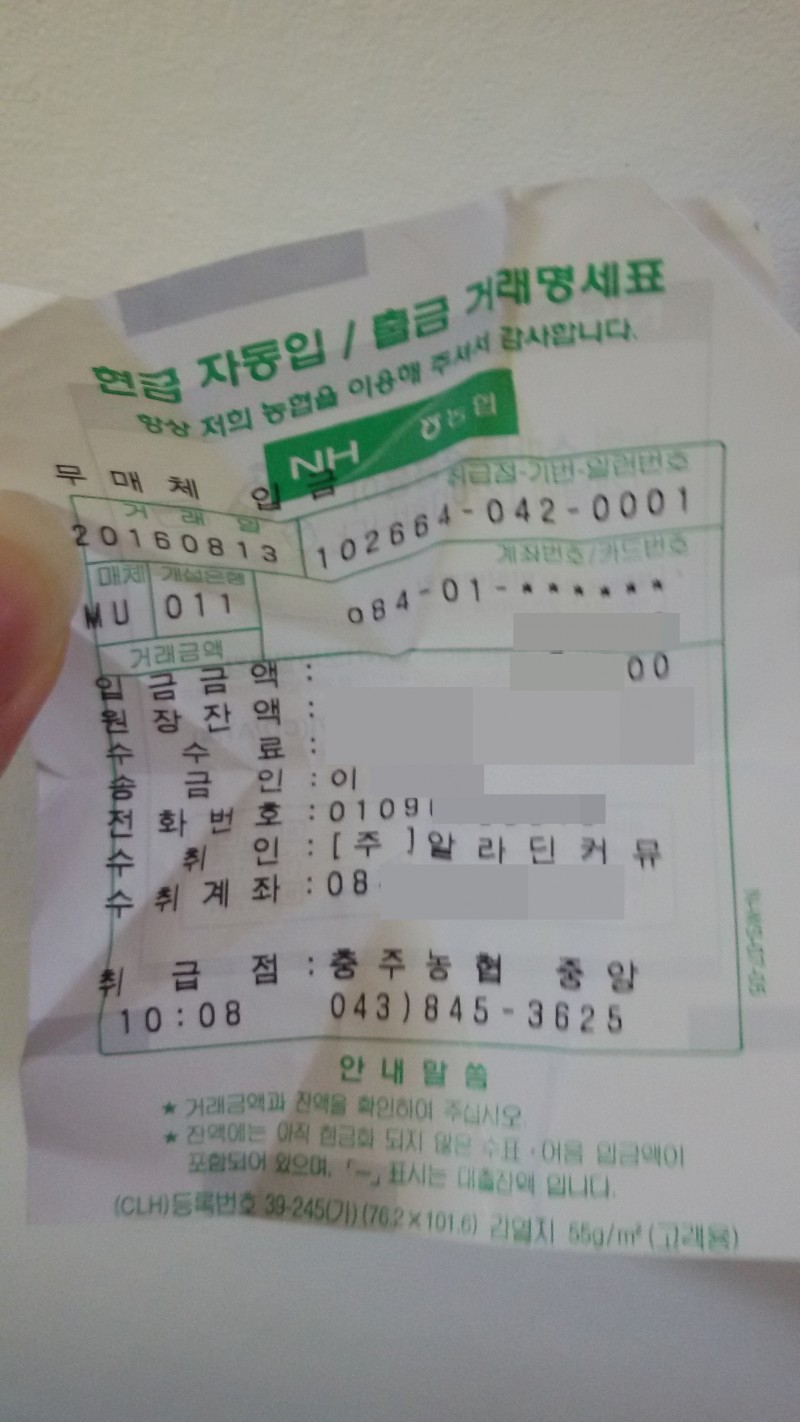 현금 자동입 / 출금 거래명세표
항상 저희 농협을 이용해 주셔서 감사합니다.
NH 농협
무매체 입금
거래일 취급점-기번-일련번호
20160813 102664-042-0001
매체 개설은행 계좌번호/카드번호
MU 011 084-01-******
거래금액
입금금액 : 00
원장잔액 :
수수료 :
송금인 : 이
전화번호 : 0109
수취인 : [주]알라딘커뮤
수취계좌 : 08
취급점 : 충주농협 중앙
10:08 043)845-3625
안내말씀
★ 거래금액과 잔액을 확인하여 주십시오.
★ 잔액에는 아직 현금화 되지 않은 수표·어음 입금액이
포함되어 있으며, 「-」표시는 대출잔액 입니다.
(CLH)등록번호 39-245(가)(76.2×101.6) 감열지 55g/m² (고객용)